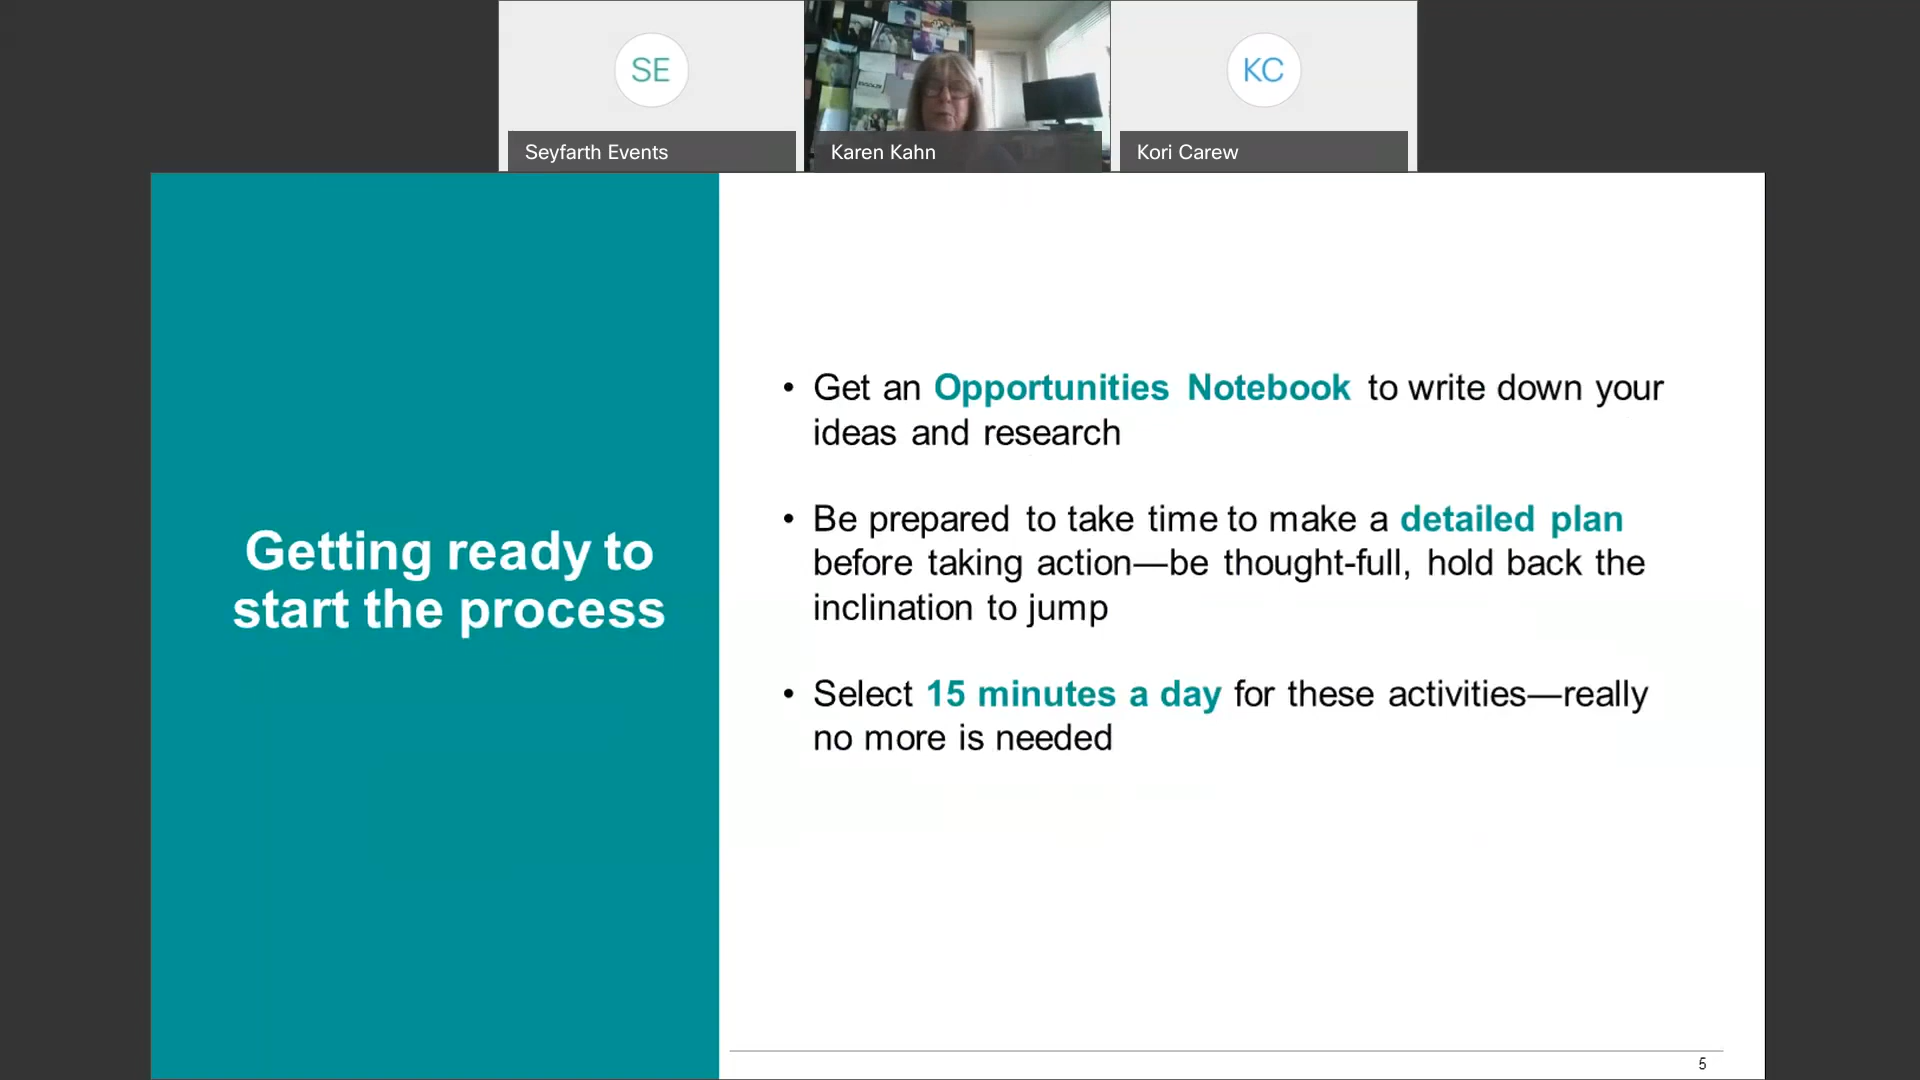 SE
KC
Seyfarth Events
Karen Kahn
Kori Carew
Getting ready to
start the process
• Get an Opportunities Notebook to write down your
ideas and research
• Be prepared to take time to make a detailed plan
before taking action—be thought-full, hold back the
inclination to jump
• Select 15 minutes a day for these activities—really
no more is needed
5